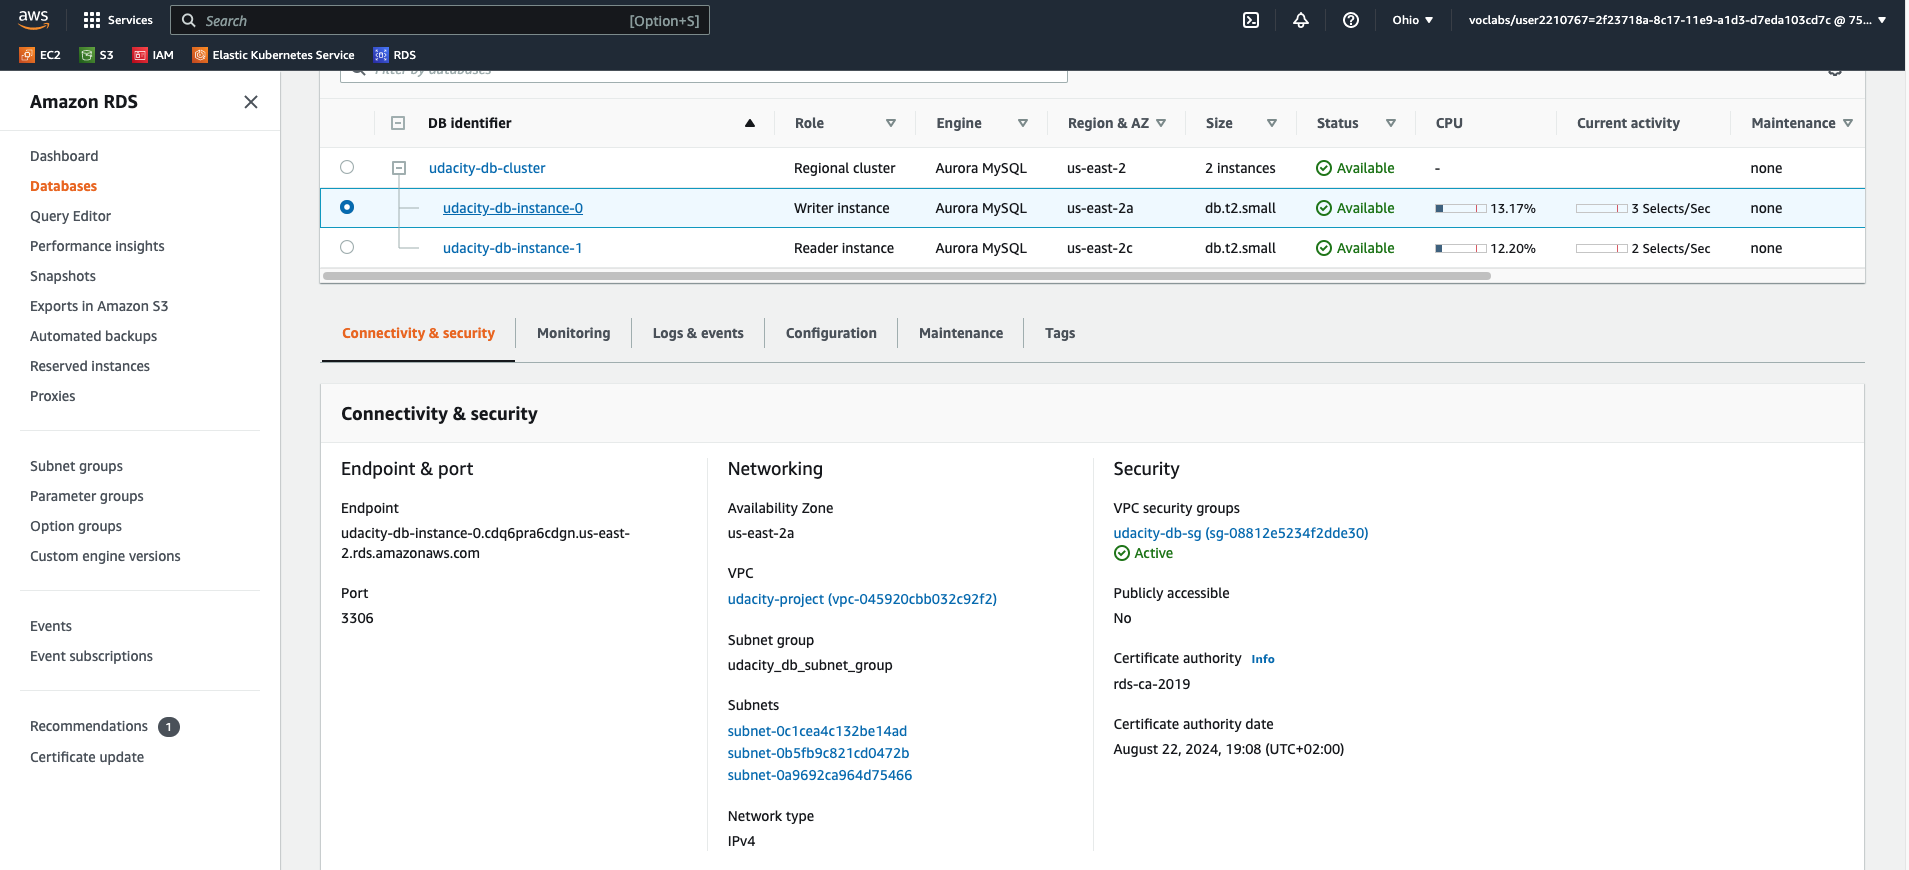 aws
Services
Search
[Option+S]
Ohio
voclabs/user2210767=2f23718a-8c17-11e9-a1d3-d7eda103cd7c @ 75...
EC2
S3
IAM
Elastic Kubernetes Service
RDS
Amazon RDS
Dashboard
Databases
Query Editor
Performance insights
Snapshots
Exports in Amazon S3
Automated backups
Reserved instances
Proxies
Subnet groups
Parameter groups
Option groups
Custom engine versions
Events
Event subscriptions
Recommendations 1
Certificate update
Filter by databases
DB identifier Role Engine Region & AZ Size Status CPU Current activity Maintenance
udacity-db-cluster Regional cluster Aurora MySQL us-east-2 2 instances Available - none
udacity-db-instance-0 Writer instance Aurora MySQL us-east-2a db.t2.small Available 13.17% 3 Selects/Sec none
udacity-db-instance-1 Reader instance Aurora MySQL us-east-2c db.t2.small Available 12.20% 2 Selects/Sec none
Connectivity & security Monitoring Logs & events Configuration Maintenance Tags
Connectivity & security
Endpoint & port
Endpoint
udacity-db-instance-0.cdq6pra6cdgn.us-east-
2.rds.amazonaws.com
Port
3306
Networking
Availability Zone
us-east-2a
VPC
udacity-project (vpc-045920cbb032c92f2)
Subnet group
udacity_db_subnet_group
Subnets
subnet-0c1cea4c132be14ad
subnet-0b5fb9c821cd0472b
subnet-0a9692ca964d75466
Network type
IPv4
Security
VPC security groups
udacity-db-sg (sg-08812e5234f2dde30)
Active
Publicly accessible
No
Certificate authority Info
rds-ca-2019
Certificate authority date
August 22, 2024, 19:08 (UTC+02:00)